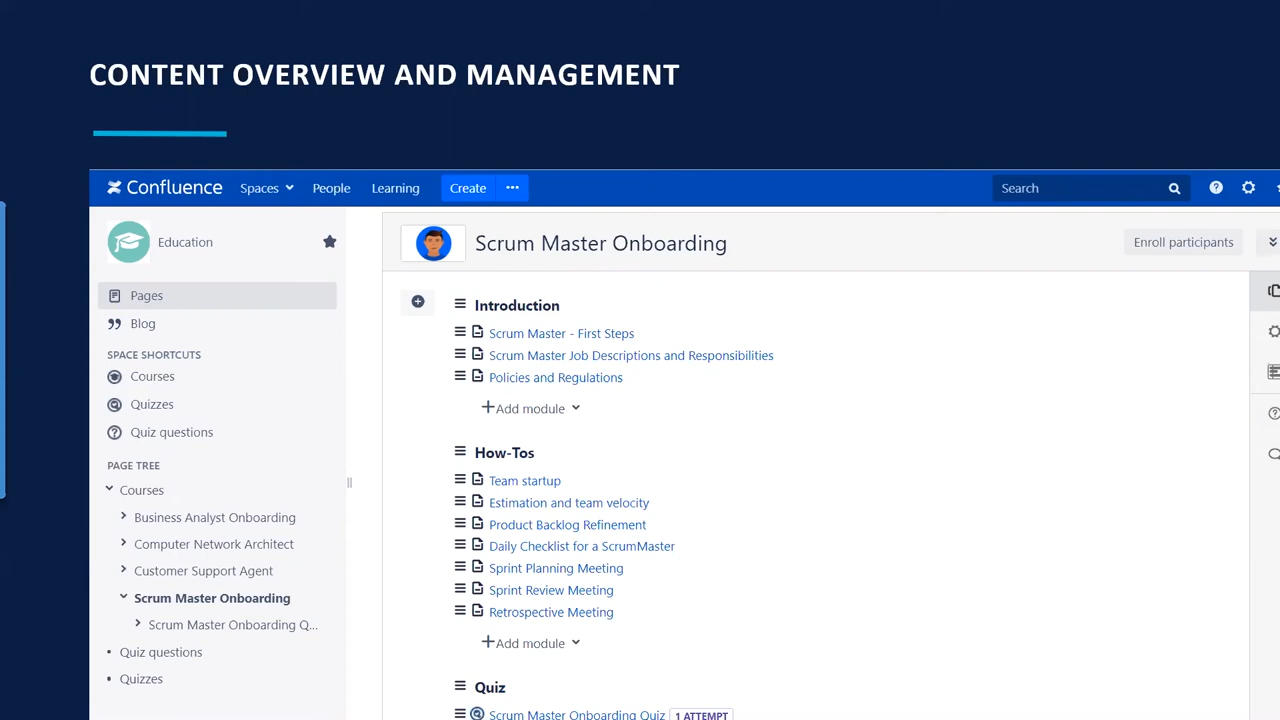 CONTENT OVERVIEW AND MANAGEMENT
Confluence Spaces People Learning Create ••• Search
Education
Scrum Master Onboarding
Enroll participants
Pages
Blog
SPACE SHORTCUTS
Courses
Quizzes
Quiz questions
PAGE TREE
Courses
Business Analyst Onboarding
Computer Network Architect
Customer Support Agent
Scrum Master Onboarding
Scrum Master Onboarding Q...
Quiz questions
Quizzes
Introduction
Scrum Master - First Steps
Scrum Master Job Descriptions and Responsibilities
Policies and Regulations
+Add module
How-Tos
Team startup
Estimation and team velocity
Product Backlog Refinement
Daily Checklist for a ScrumMaster
Sprint Planning Meeting
Sprint Review Meeting
Retrospective Meeting
+Add module
Quiz
Scrum Master Onboarding Quiz 1 ATTEMPT